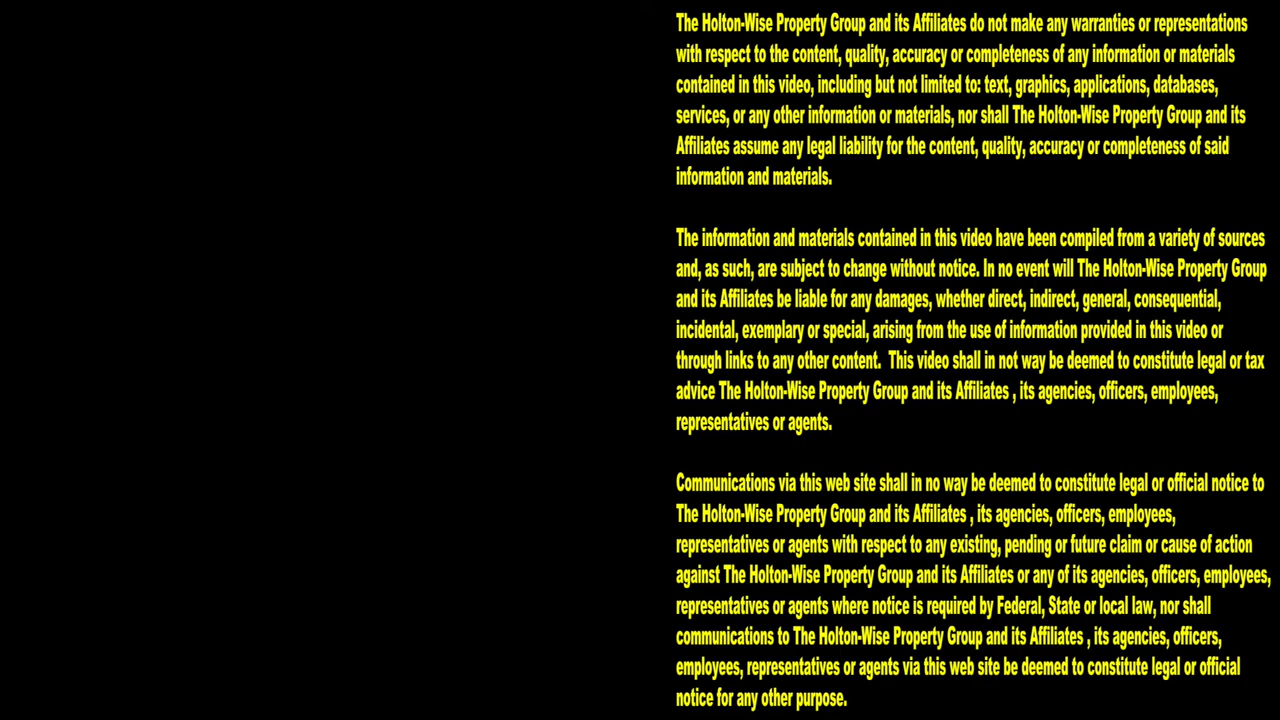 The Holton-Wise Property Group and its Affiliates do not make any warranties or representations
with respect to the content, quality, accuracy or completeness of any information or materials
contained in this video, including but not limited to: text, graphics, applications, databases,
services, or any other information or materials, nor shall The Holton-Wise Property Group and its
Affiliates assume any legal liability for the content, quality, accuracy or completeness of said
information and materials.
The information and materials contained in this video have been compiled from a variety of sources
and, as such, are subject to change without notice. In no event will The Holton-Wise Property Group
and its Affiliates be liable for any damages, whether direct, indirect, general, consequential,
incidental, exemplary or special, arising from the use of information provided in this video or
through links to any other content.  This video shall in not way be deemed to constitute legal or tax
advice The Holton-Wise Property Group and its Affiliates , its agencies, officers, employees,
representatives or agents.
Communications via this web site shall in no way be deemed to constitute legal or official notice to
The Holton-Wise Property Group and its Affiliates , its agencies, officers, employees,
representatives or agents with respect to any existing, pending or future claim or cause of action
against The Holton-Wise Property Group and its Affiliates or any of its agencies, officers, employees,
representatives or agents where notice is required by Federal, State or local law, nor shall
communications to The Holton-Wise Property Group and its Affiliates , its agencies, officers,
employees, representatives or agents via this web site be deemed to constitute legal or official
notice for any other purpose.